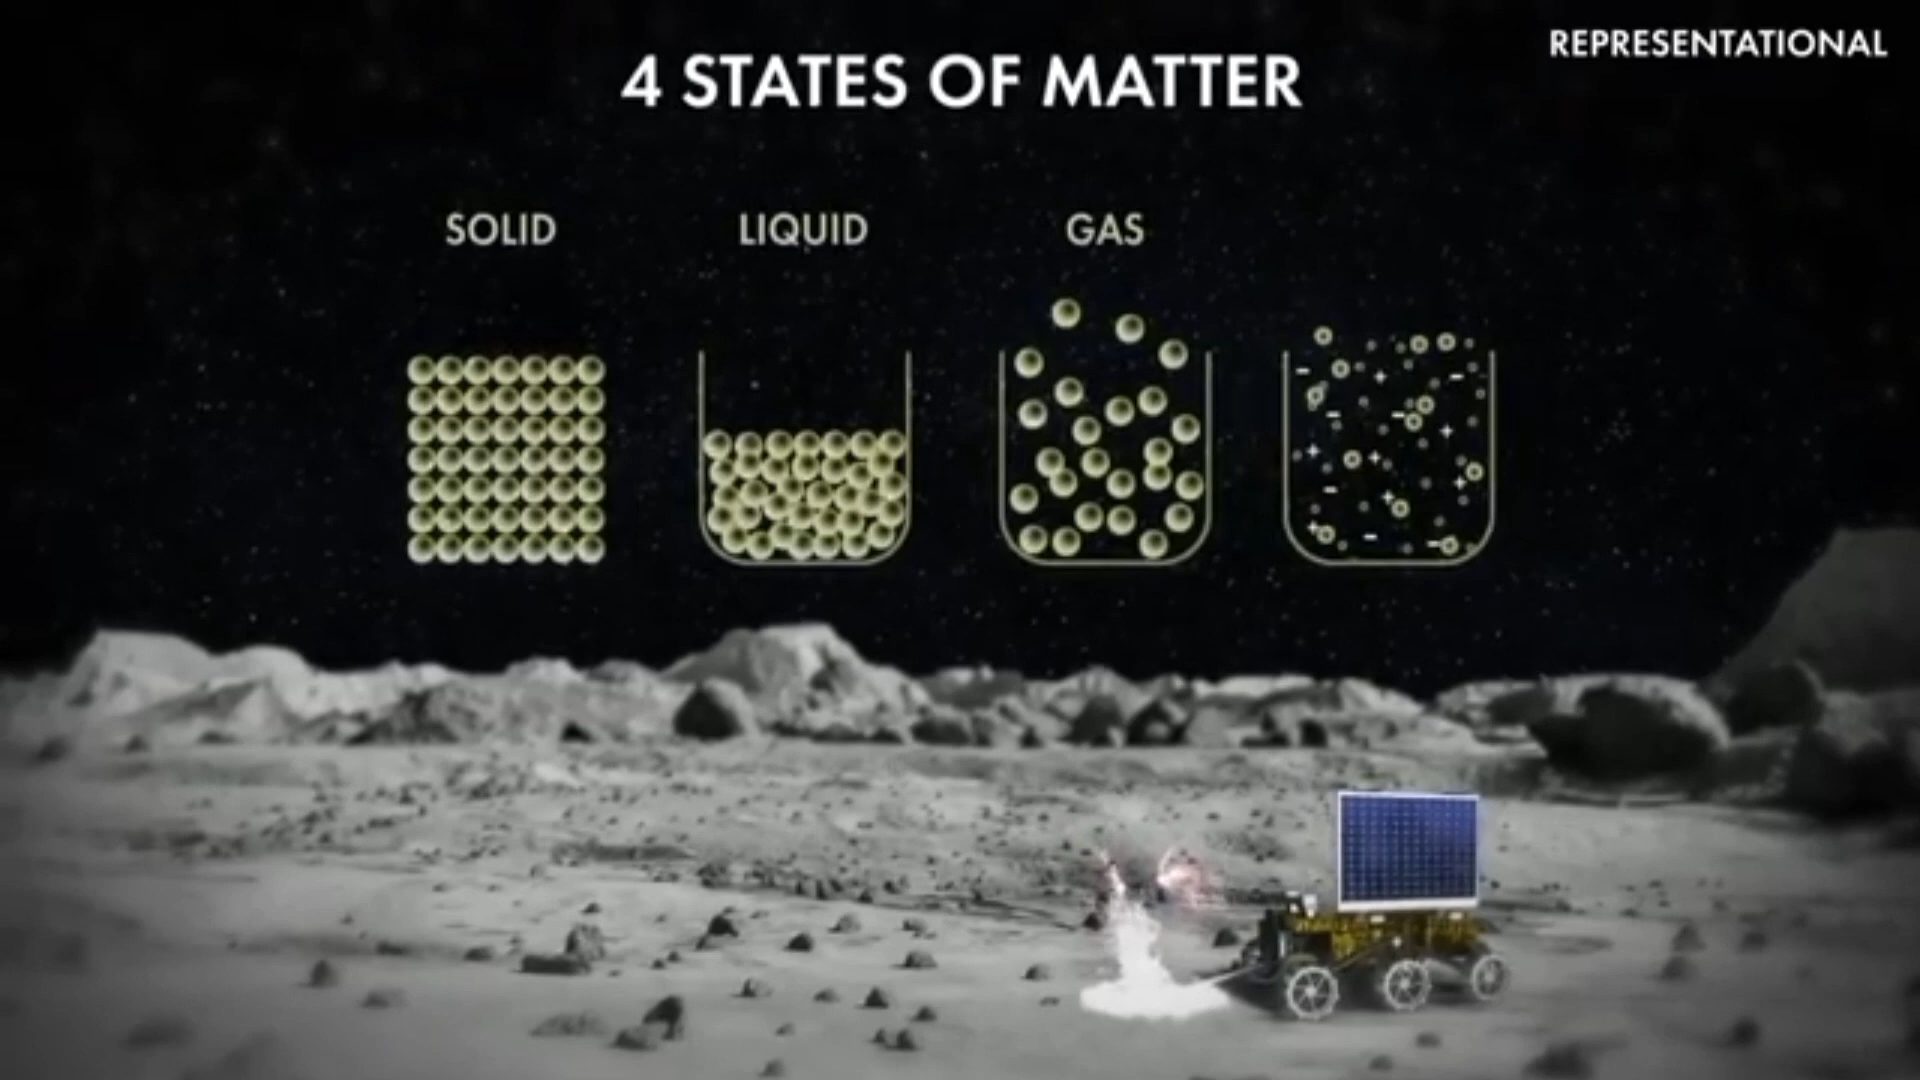 REPRESENTATIONAL
4 STATES OF MATTER
SOLID LIQUID GAS